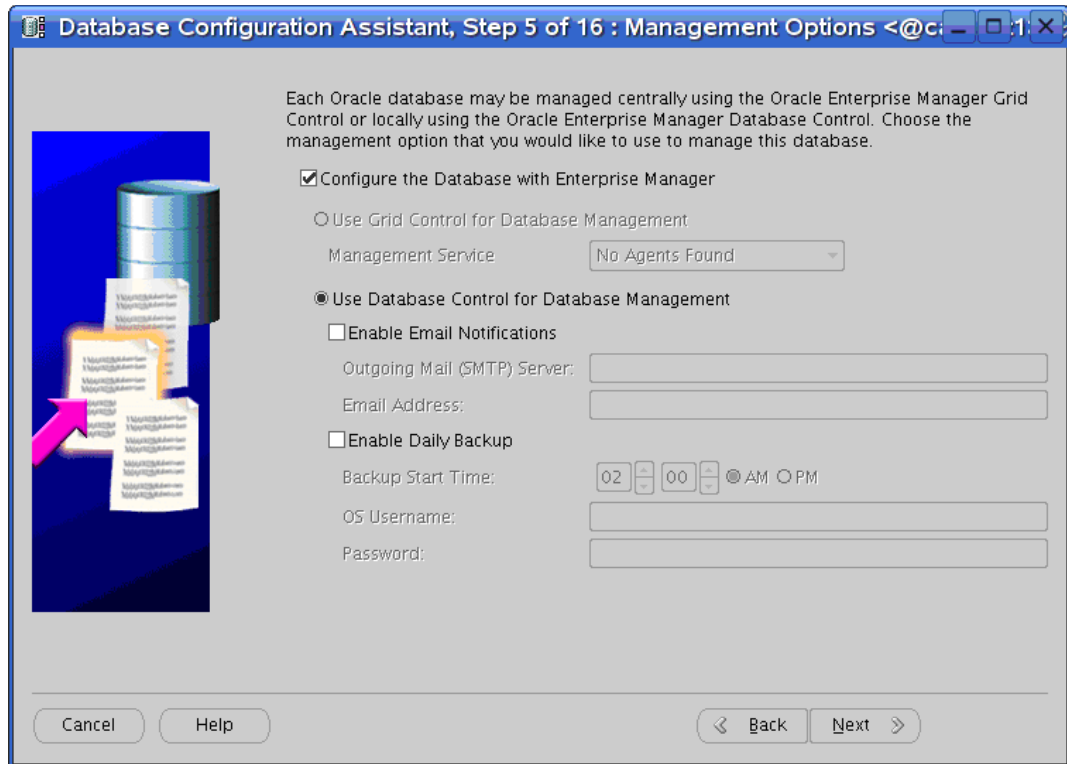 Database Configuration Assistant, Step 5 of 16 : Management Options <@c
Each Oracle database may be managed centrally using the Oracle Enterprise Manager Grid
Control or locally using the Oracle Enterprise Manager Database Control. Choose the
management option that you would like to use to manage this database.
Configure the Database with Enterprise Manager
Use Grid Control for Database Management
Management Service No Agents Found
Use Database Control for Database Management
Enable Email Notifications
Outgoing Mail (SMTP) Server:
Email Address:
Enable Daily Backup
Backup Start Time: 02 00 AM PM
OS Username:
Password:
Cancel Help Back Next